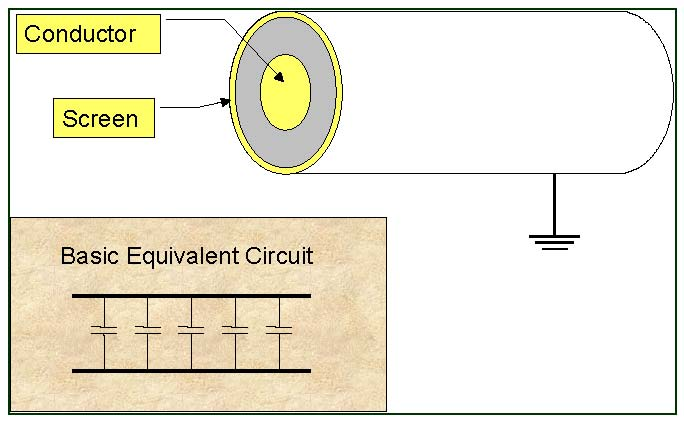 Conductor
Screen
Basic Equivalent Circuit